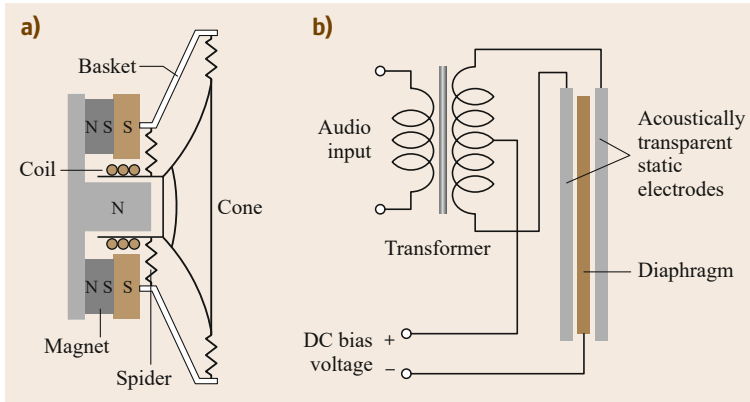 a)
Basket
N S
S
Coil
N
Cone
N S
S
Magnet
Spider
b)
Audio
input
Transformer
Acoustically
transparent
static
electrodes
Diaphragm
DC bias +
voltage −